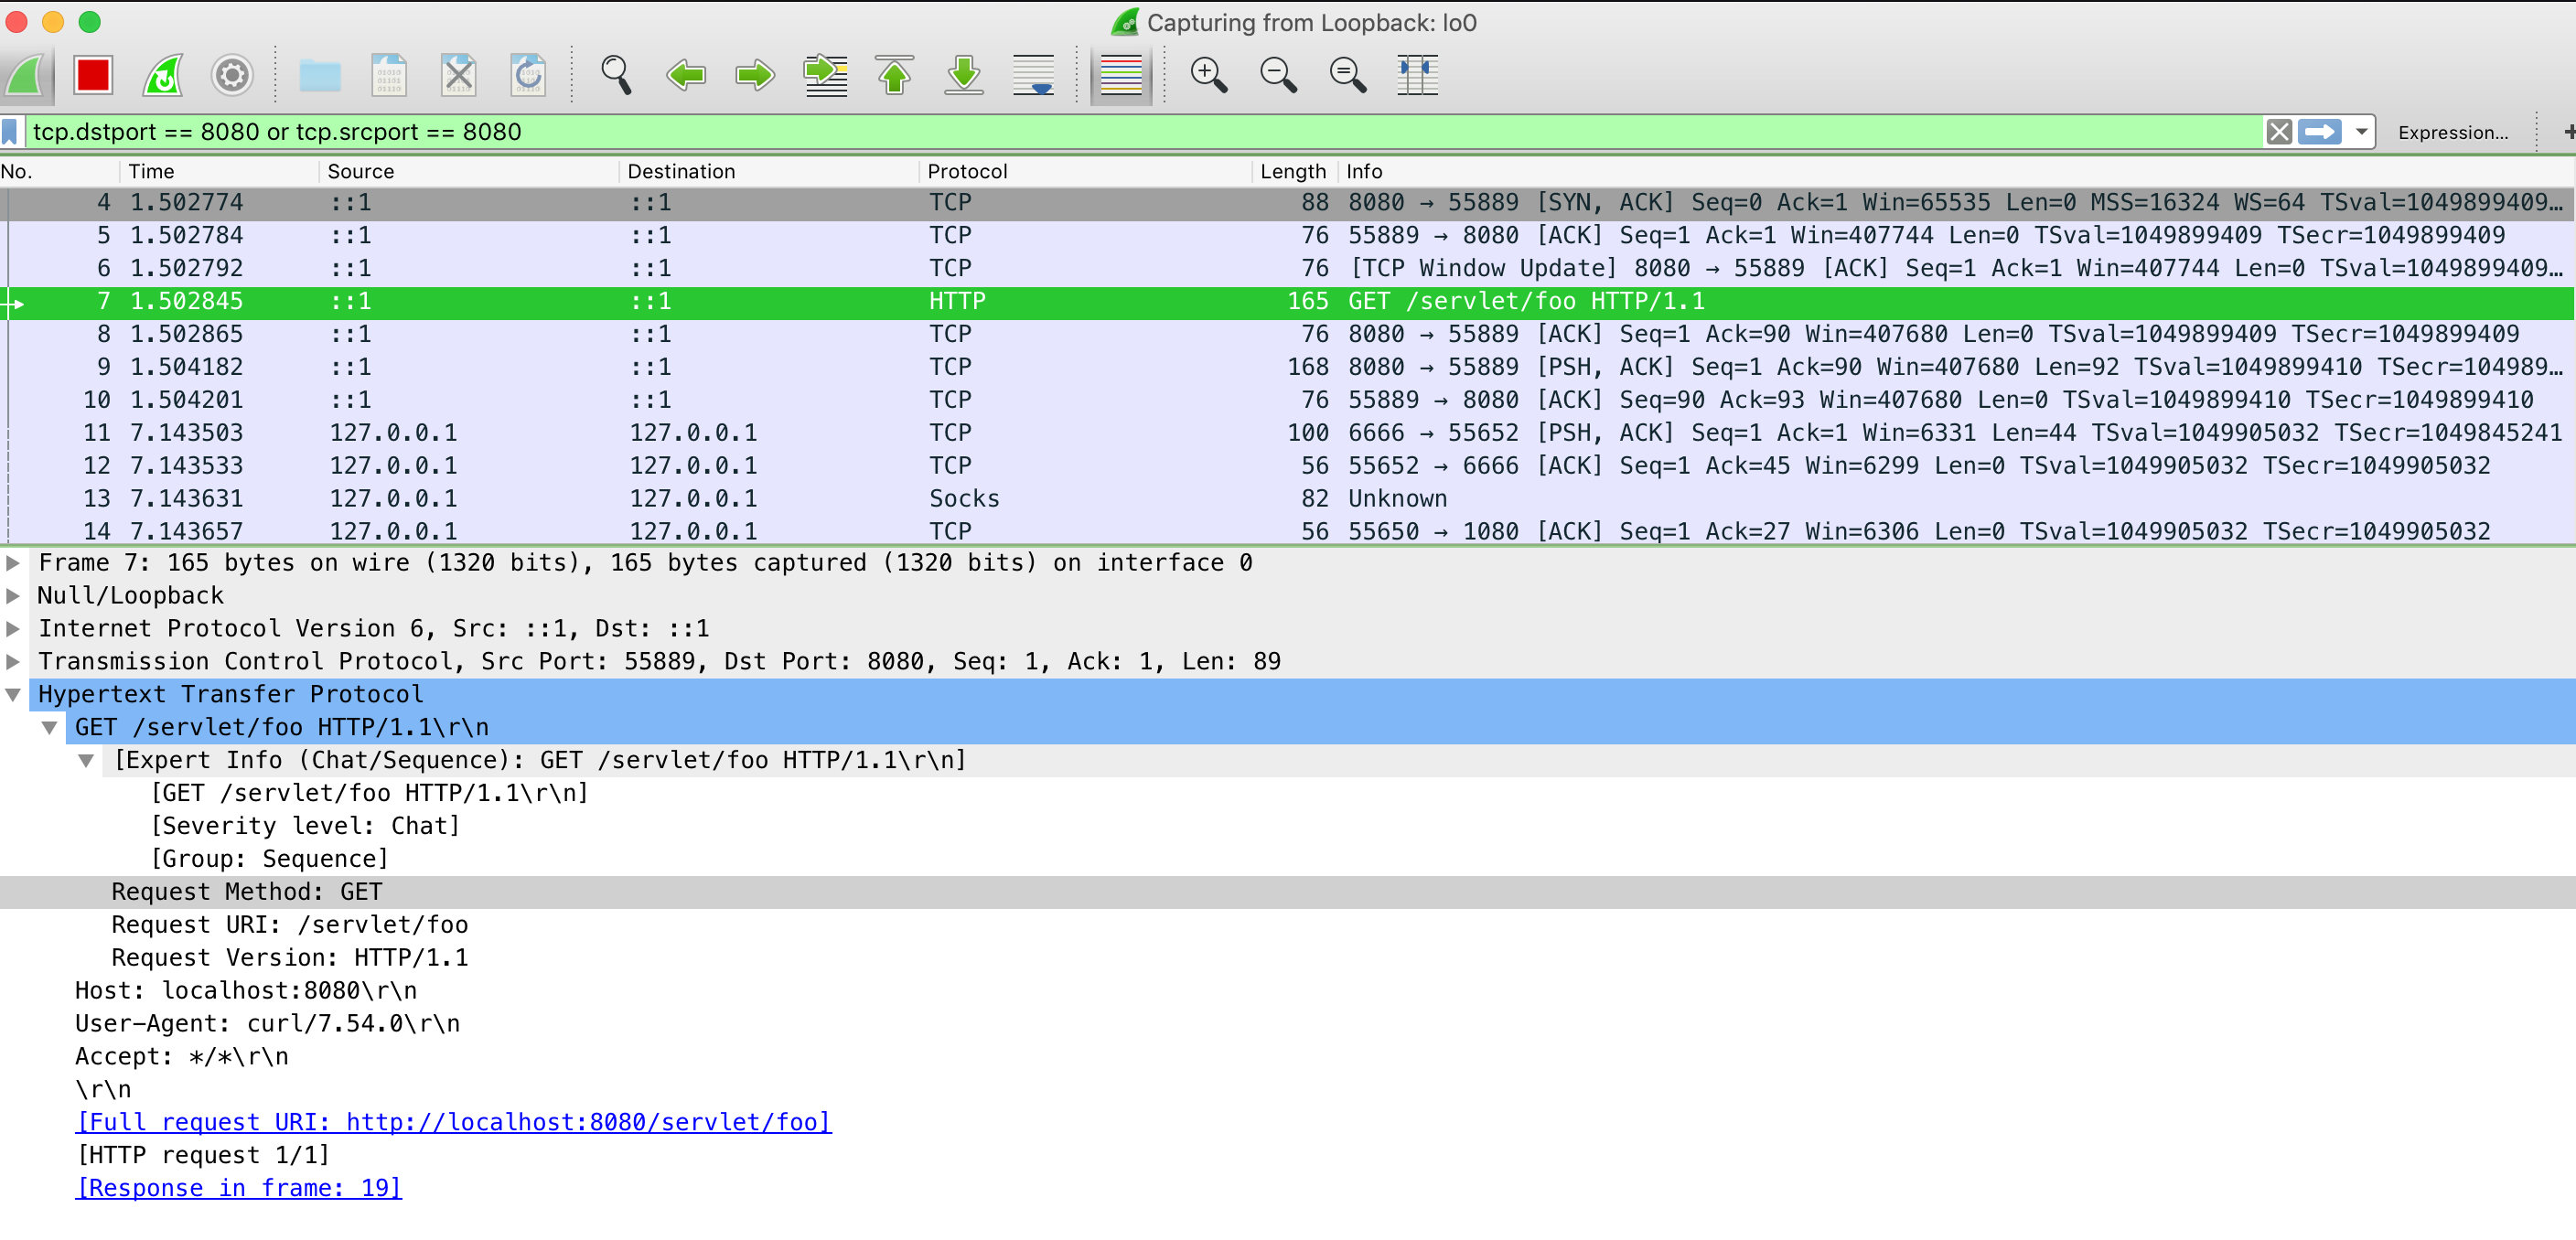 Capturing from Loopback: lo0
tcp.dstport == 8080 or tcp.srcport == 8080 Expression... +
No. Time Source Destination Protocol Length Info
4 1.502774 ::1 ::1 TCP 88 8080 → 55889 [SYN, ACK] Seq=0 Ack=1 Win=65535 Len=0 MSS=16324 WS=64 TSval=1049899409…
5 1.502784 ::1 ::1 TCP 76 55889 → 8080 [ACK] Seq=1 Ack=1 Win=407744 Len=0 TSval=1049899409 TSecr=1049899409
6 1.502792 ::1 ::1 TCP 76 [TCP Window Update] 8080 → 55889 [ACK] Seq=1 Ack=1 Win=407744 Len=0 TSval=1049899409…
7 1.502845 ::1 ::1 HTTP 165 GET /servlet/foo HTTP/1.1
8 1.502865 ::1 ::1 TCP 76 8080 → 55889 [ACK] Seq=1 Ack=90 Win=407680 Len=0 TSval=1049899409 TSecr=1049899409
9 1.504182 ::1 ::1 TCP 168 8080 → 55889 [PSH, ACK] Seq=1 Ack=90 Win=407680 Len=92 TSval=1049899410 TSecr=104989…
10 1.504201 ::1 ::1 TCP 76 55889 → 8080 [ACK] Seq=90 Ack=93 Win=407680 Len=0 TSval=1049899410 TSecr=1049899410
11 7.143503 127.0.0.1 127.0.0.1 TCP 100 6666 → 55652 [PSH, ACK] Seq=1 Ack=1 Win=6331 Len=44 TSval=1049905032 TSecr=1049845241
12 7.143533 127.0.0.1 127.0.0.1 TCP 56 55652 → 6666 [ACK] Seq=1 Ack=45 Win=6299 Len=0 TSval=1049905032 TSecr=1049905032
13 7.143631 127.0.0.1 127.0.0.1 Socks 82 Unknown
14 7.143657 127.0.0.1 127.0.0.1 TCP 56 55650 → 1080 [ACK] Seq=1 Ack=27 Win=6306 Len=0 TSval=1049905032 TSecr=1049905032
Frame 7: 165 bytes on wire (1320 bits), 165 bytes captured (1320 bits) on interface 0
Null/Loopback
Internet Protocol Version 6, Src: ::1, Dst: ::1
Transmission Control Protocol, Src Port: 55889, Dst Port: 8080, Seq: 1, Ack: 1, Len: 89
Hypertext Transfer Protocol
GET /servlet/foo HTTP/1.1\r\n
[Expert Info (Chat/Sequence): GET /servlet/foo HTTP/1.1\r\n]
[GET /servlet/foo HTTP/1.1\r\n]
[Severity level: Chat]
[Group: Sequence]
Request Method: GET
Request URI: /servlet/foo
Request Version: HTTP/1.1
Host: localhost:8080\r\n
User-Agent: curl/7.54.0\r\n
Accept: */*\r\n
\r\n
[Full request URI: http://localhost:8080/servlet/foo]
[HTTP request 1/1]
[Response in frame: 19]